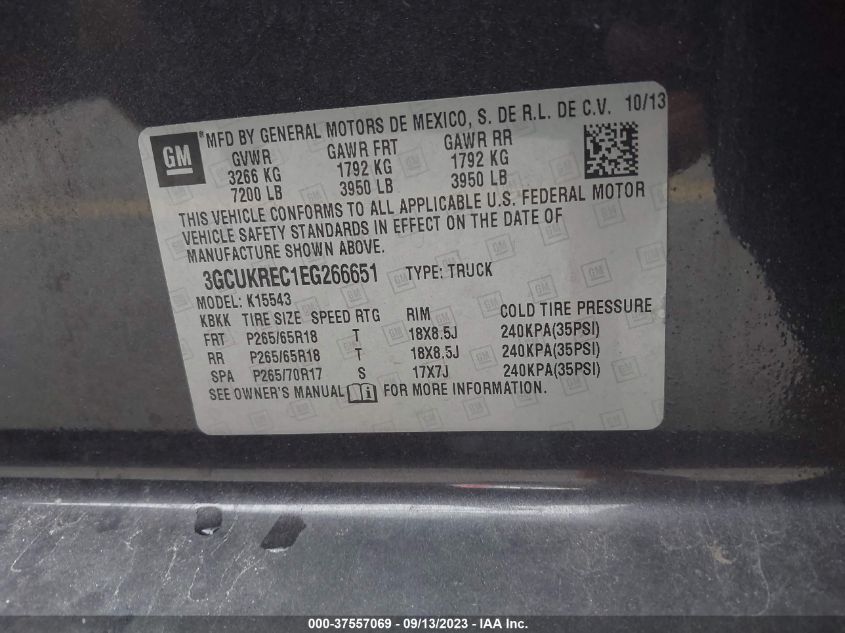 GM ® MFD BY GENERAL MOTORS DE MEXICO, S. DE R.L. DE C.V. 10/13
GVWR GAWR FRT GAWR RR
3266 KG 1792 KG 1792 KG
7200 LB 3950 LB 3950 LB
THIS VEHICLE CONFORMS TO ALL APPLICABLE U.S. FEDERAL MOTOR
VEHICLE SAFETY STANDARDS IN EFFECT ON THE DATE OF
MANUFACTURE SHOWN ABOVE.
3GCUKREC1EG266651 TYPE: TRUCK
MODEL: K15543
KBKK TIRE SIZE SPEED RTG RIM COLD TIRE PRESSURE
FRT P265/65R18 T 18X8.5J 240KPA(35PSI)
RR P265/65R18 T 18X8.5J 240KPA(35PSI)
SPA P265/70R17 S 17X7J 240KPA(35PSI)
SEE OWNER'S MANUAL FOR MORE INFORMATION.
000-37557069 - 09/13/2023 - IAA Inc.